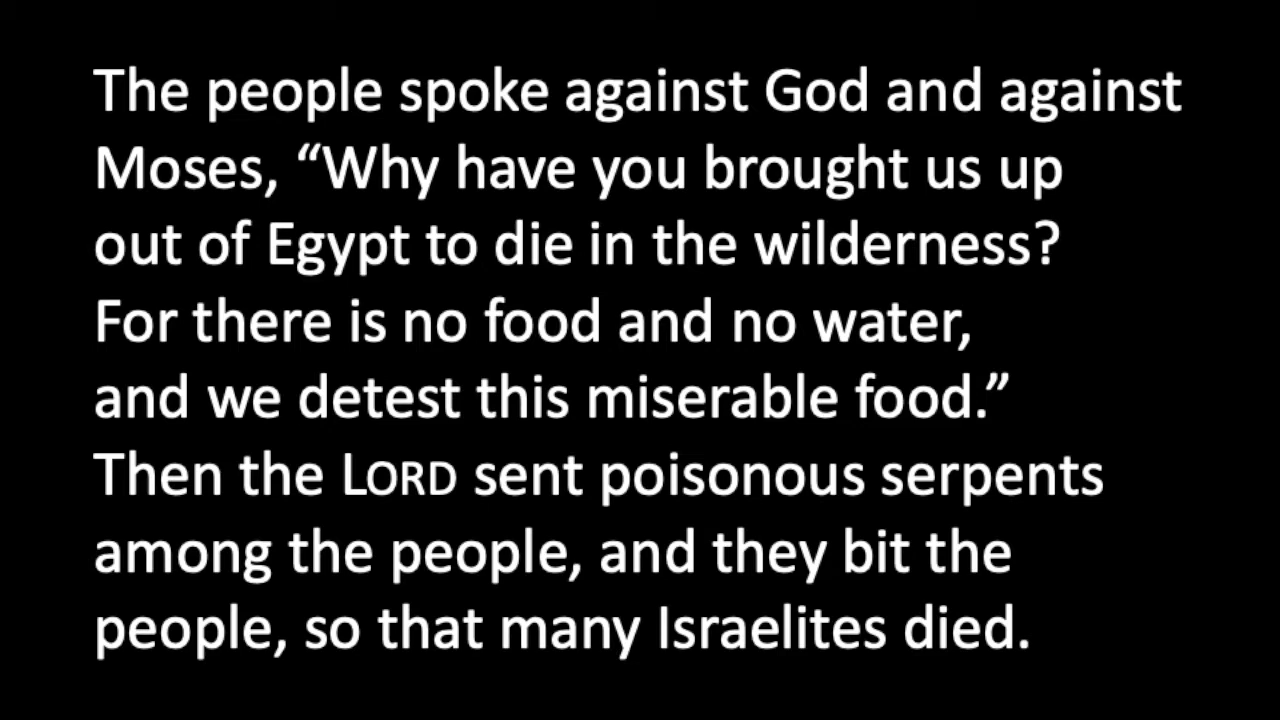 The people spoke against God and against
Moses, “Why have you brought us up
out of Egypt to die in the wilderness?
For there is no food and no water,
and we detest this miserable food.”
Then the LORD sent poisonous serpents
among the people, and they bit the
people, so that many Israelites died.